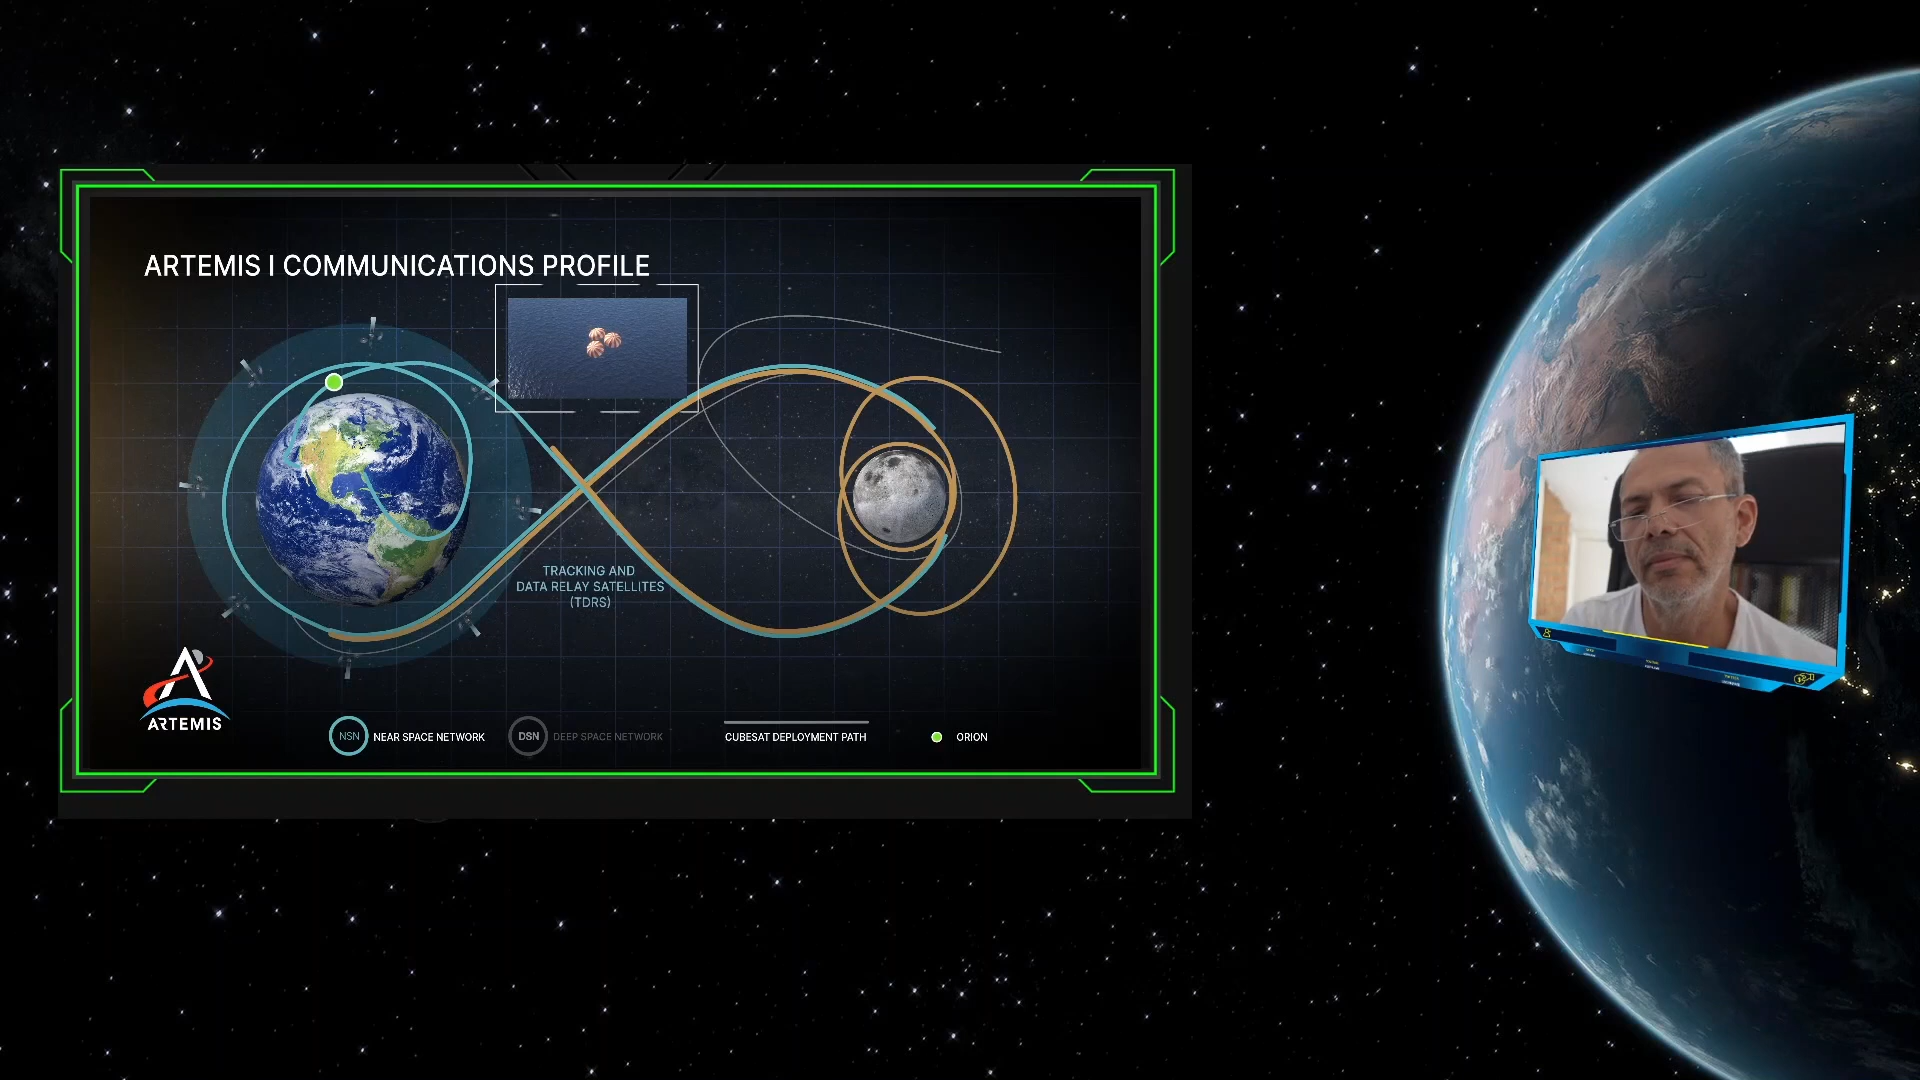 ARTEMIS I COMMUNICATIONS PROFILE
TRACKING AND
DATA RELAY SATELLITES
(TDRS)
ARTEMIS
NSN NEAR SPACE NETWORK
DSN DEEP SPACE NETWORK
CUBESAT DEPLOYMENT PATH
ORION